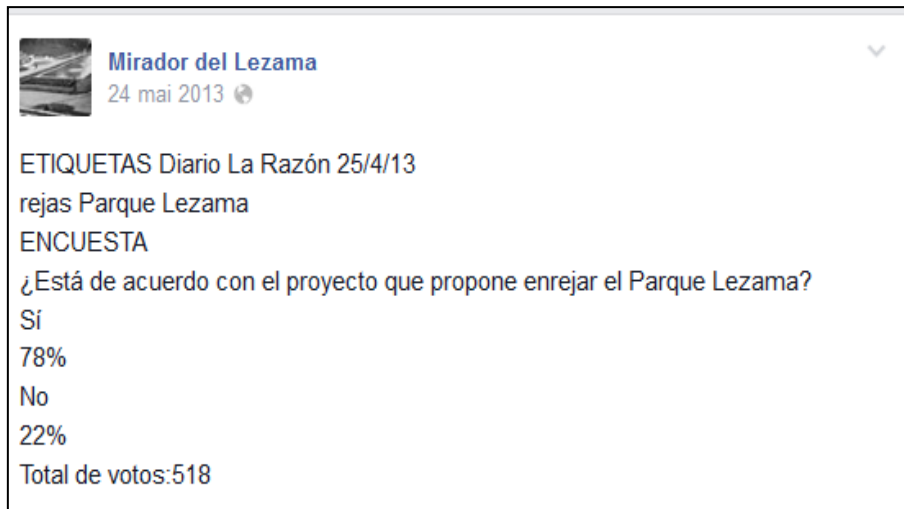 Mirador del Lezama
24 mai 2013
ETIQUETAS Diario La Razón 25/4/13
rejas Parque Lezama
ENCUESTA
¿Está de acuerdo con el proyecto que propone enrejar el Parque Lezama?
Sí
78%
No
22%
Total de votos:518